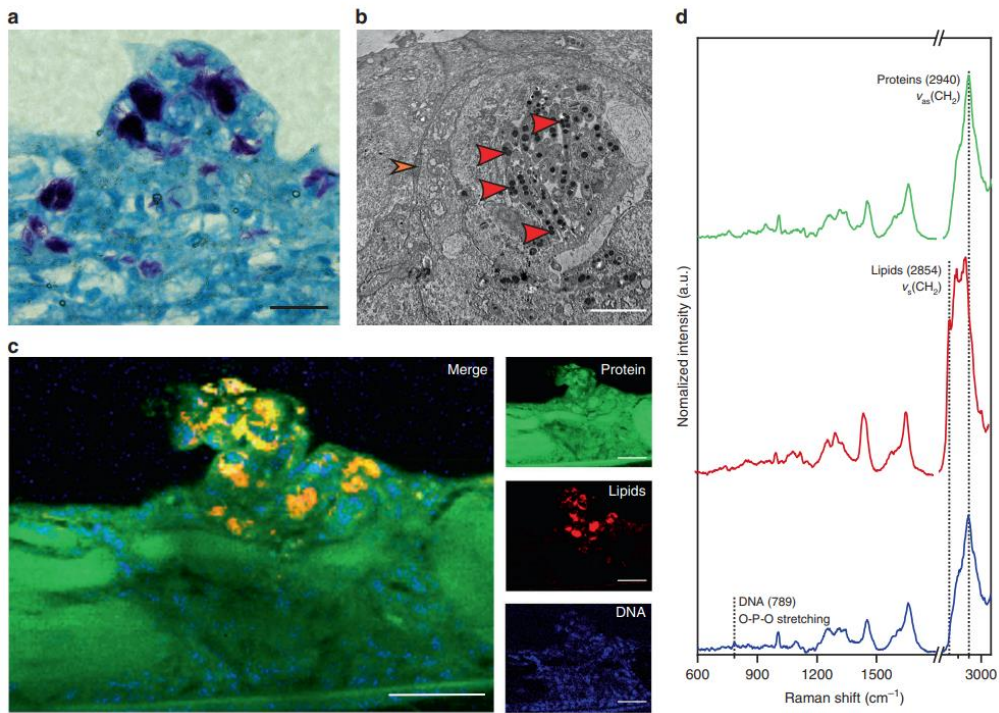 a
b
d
Proteins (2940)
vas(CH2)
Lipids (2854)
vs(CH2)
DNA (789)
O-P-O stretching
Nomalized intensity (a.u.)
600 900 1200 1500 3000
Raman shift (cm−1)
c
Merge
Protein
Lipids
DNA